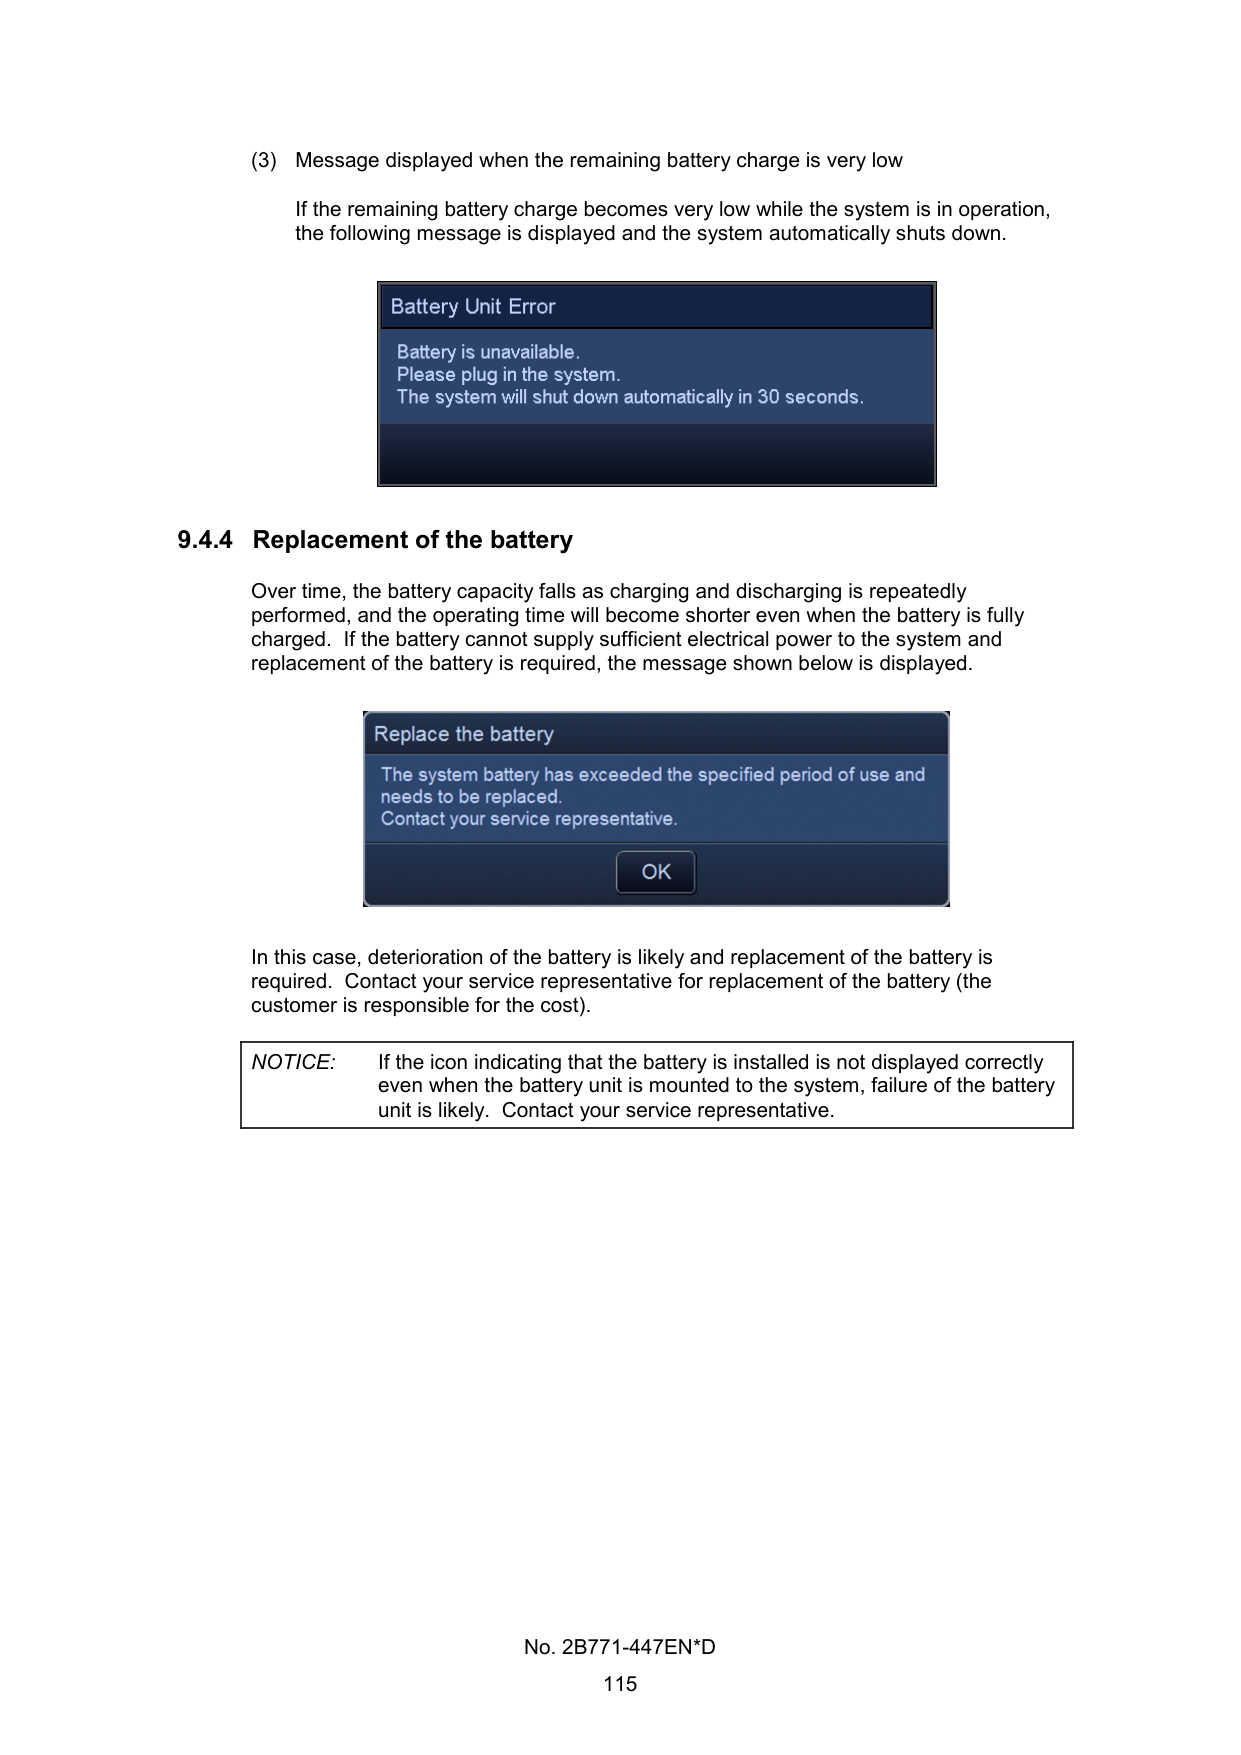 (3) Message displayed when the remaining battery charge is very low
If the remaining battery charge becomes very low while the system is in operation,
the following message is displayed and the system automatically shuts down.
Battery Unit Error
Battery is unavailable.
Please plug in the system.
The system will shut down automatically in 30 seconds.
9.4.4 Replacement of the battery
Over time, the battery capacity falls as charging and discharging is repeatedly
performed, and the operating time will become shorter even when the battery is fully
charged. If the battery cannot supply sufficient electrical power to the system and
replacement of the battery is required, the message shown below is displayed.
Replace the battery
The system battery has exceeded the specified period of use and
needs to be replaced.
Contact your service representative.
OK
In this case, deterioration of the battery is likely and replacement of the battery is
required. Contact your service representative for replacement of the battery (the
customer is responsible for the cost).
NOTICE: If the icon indicating that the battery is installed is not displayed correctly
even when the battery unit is mounted to the system, failure of the battery
unit is likely. Contact your service representative.
No. 2B771-447EN*D
115